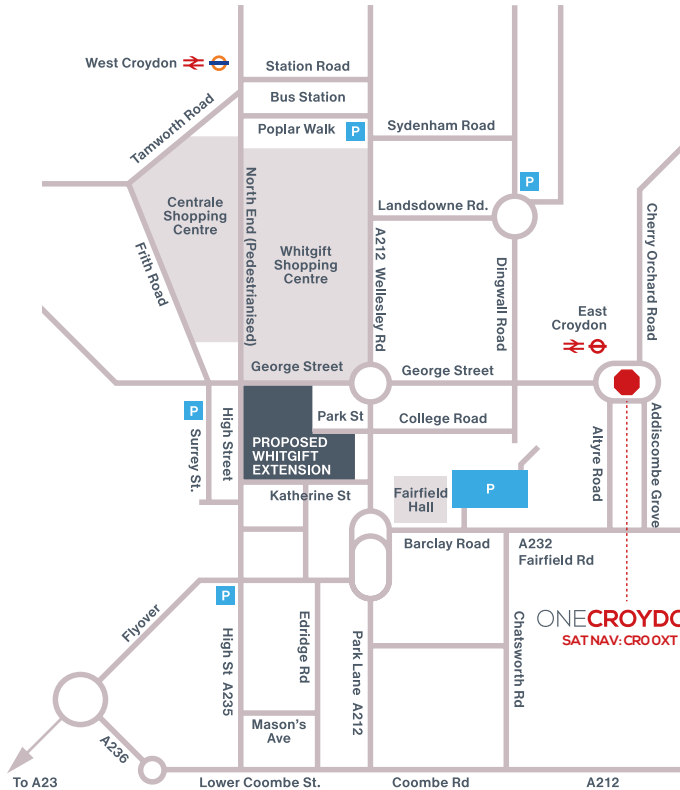 West Croydon
Station Road
Bus Station
Tamworth Road
Poplar Walk
P
Sydenham Road
P
Centrale
Shopping
Centre
North End (Pedestrianised)
Landsdowne Rd.
Cherry Orchard Road
Whitgift
Shopping
Centre
A212 Wellesley Rd
Frith Road
Dingwall Road
East
Croydon
George Street
George Street
P
Surrey St.
High Street
Park St
College Road
PROPOSED
WHITGIFT
EXTENSION
Altyre Road
Addiscombe Grove
Katherine St
Fairfield
Hall
P
Barclay Road
A232
Fairfield Rd
P
Flyover
High St A235
Edridge Rd
Park Lane A212
Chatsworth Rd
ONECROYDO
SAT NAV: CR0 0XT
Mason's
Ave
A236
To A23
Lower Coombe St.
Coombe Rd
A212